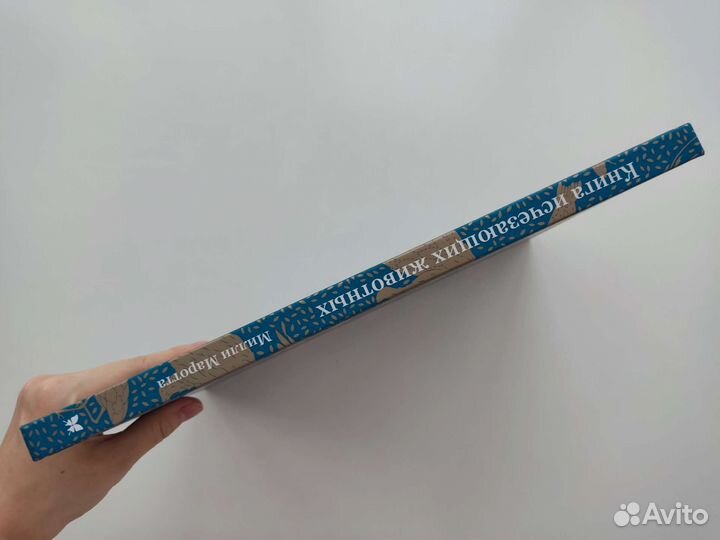 Книга исчезающих животных
Милли Маротта
Avito